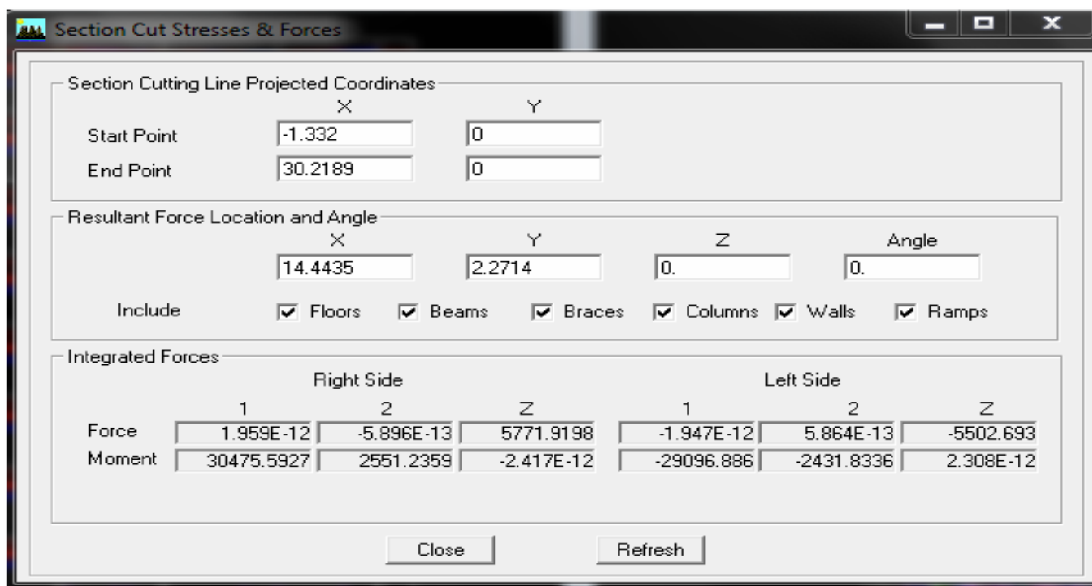 Section Cut Stresses & Forces
Section Cutting Line Projected Coordinates
X Y
Start Point -1.332 0
End Point 30.2189 0
Resultant Force Location and Angle
X Y Z Angle
14.4435 2.2714 0. 0.
Include Floors Beams Braces Columns Walls Ramps
Integrated Forces
Right Side Left Side
1 2 Z 1 2 Z
Force 1.959E-12 -5.896E-13 5771.9198 -1.947E-12 5.864E-13 -5502.693
Moment 30475.5927 2551.2359 -2.417E-12 -29096.886 -2431.8336 2.308E-12
Close Refresh